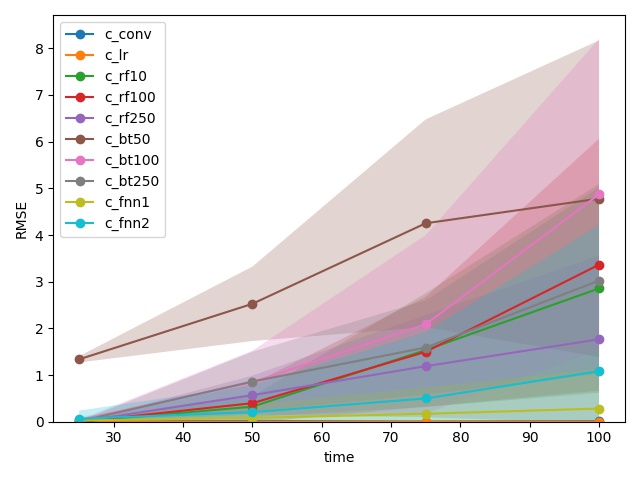 c_conv
c_lr
c_rf10
c_rf100
c_rf250
c_bt50
c_bt100
c_bt250
c_fnn1
c_fnn2
RMSE
8
7
6
5
4
3
2
1
0
30 40 50 60 70 80 90 100
time